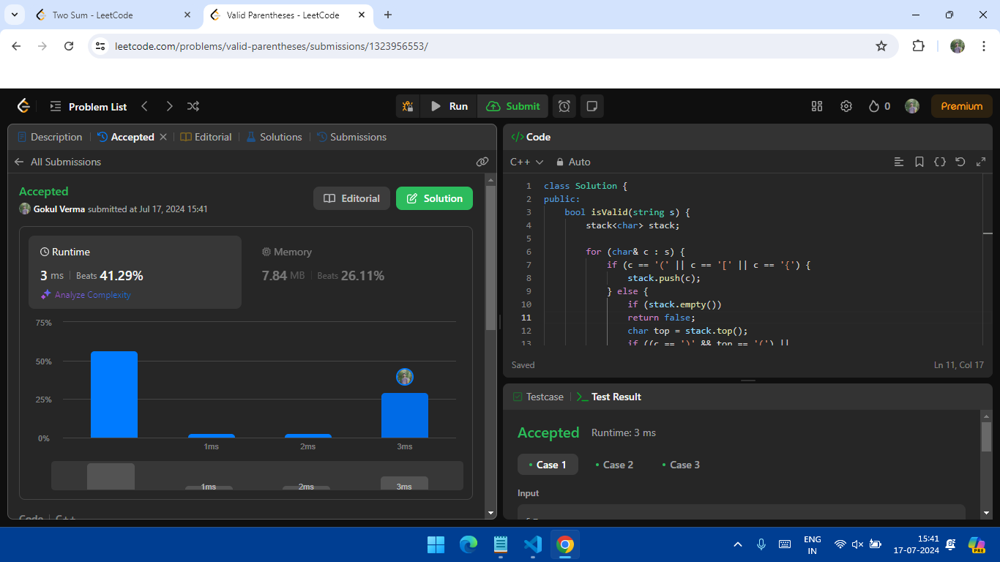 Two Sum - LeetCode
Valid Parentheses - LeetCode
leetcode.com/problems/valid-parentheses/submissions/1323956553/
Problem List
Run
Submit
0
Premium
Description
Accepted
Editorial
Solutions
Submissions
All Submissions
Accepted
Gokul Verma submitted at Jul 17, 2024 15:41
Editorial
Solution
Runtime
3 ms | Beats 41.29%
Analyze Complexity
Memory
7.84 MB | Beats 26.11%
75%
50%
25%
0%
1ms
2ms
3ms
1ms
2ms
3ms
Code | C++
</> Code
C++
Auto
1 class Solution {
2 public:
3 bool isValid(string s) {
4 stack<char> stack;
5
6 for (char& c : s) {
7 if (c == '(' || c == '[' || c == '{') {
8 stack.push(c);
9 } else {
10 if (stack.empty())
11 return false;
12 char top = stack.top();
13 if ((c == ')' && top == '(') ||
Saved
Ln 11, Col 17
Testcase
Test Result
Accepted
Runtime: 3 ms
Case 1
Case 2
Case 3
Input
ENG
IN
15:41
17-07-2024
PRE